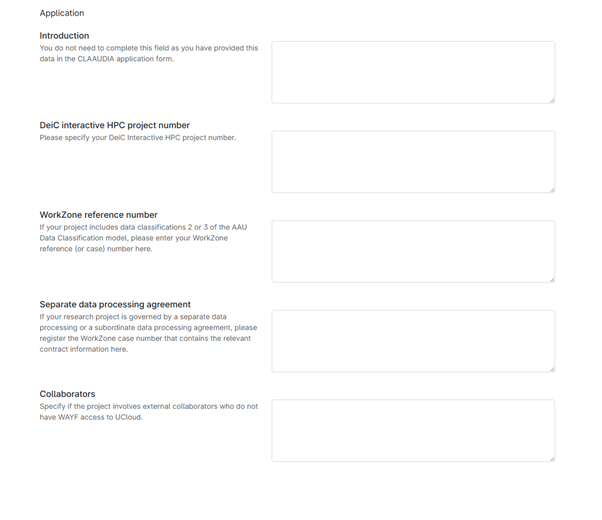 Application
Introduction
You do not need to complete this field as you have provided this
data in the CLAAUDIA application form.
DeiC interactive HPC project number
Please specify your DeiC Interactive HPC project number.
WorkZone reference number
If your project includes data classifications 2 or 3 of the AAU
Data Classification model, please enter your WorkZone
reference (or case) number here.
Separate data processing agreement
If your research project is governed by a separate data
processing or a subordinate data processing agreement, please
register the WorkZone case number that contains the relevant
contract information here.
Collaborators
Specify if the project involves external collaborators who do not
have WAYF access to UCloud.